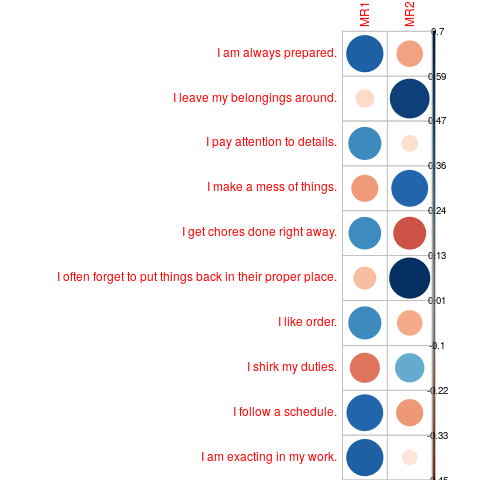 MR1 MR2
0.7
I am always prepared.
0.59
I leave my belongings around.
0.47
I pay attention to details.
0.36
I make a mess of things.
0.24
I get chores done right away.
0.13
I often forget to put things back in their proper place.
0.01
I like order.
-0.1
I shirk my duties.
-0.22
I follow a schedule.
-0.33
I am exacting in my work.
-0.45